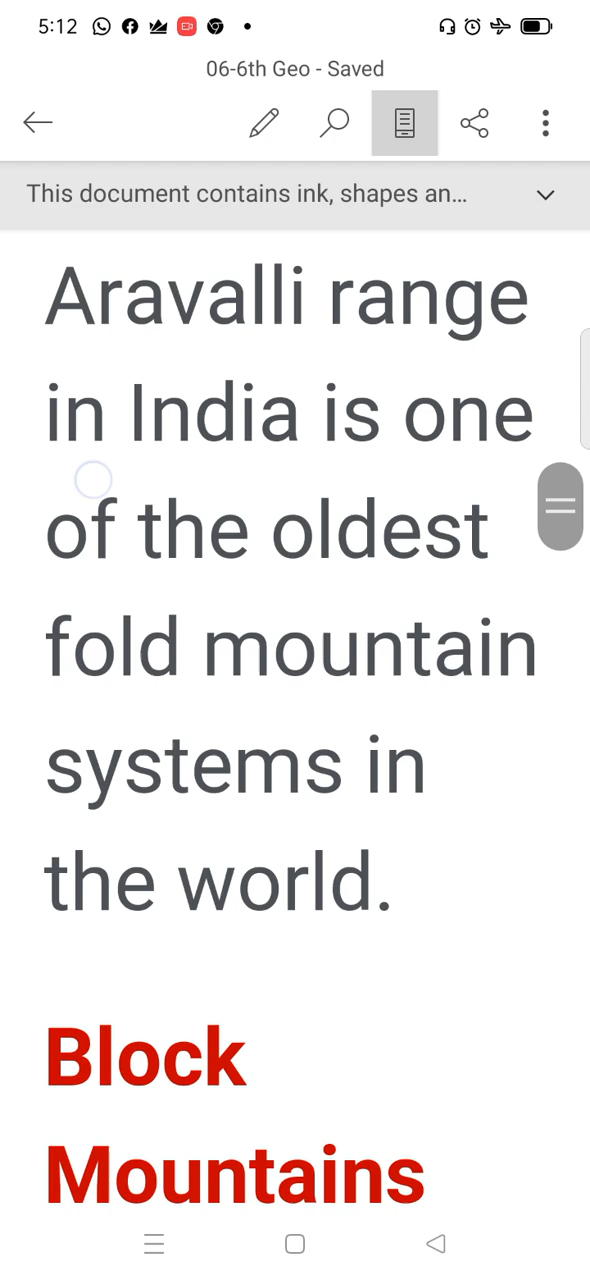 5:12
06-6th Geo - Saved
This document contains ink, shapes an...
Aravalli range
in India is one
of the oldest
fold mountain
systems in
the world.
Block
Mountains